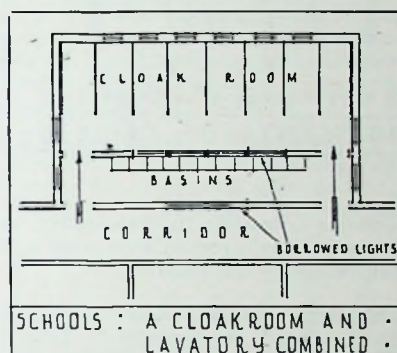 CLOAK ROOM
BASINS
CORRIDOR
BORROWED LIGHTS
SCHOOLS : A CLOAKROOM AND ·
LAVATORY COMBINED ·